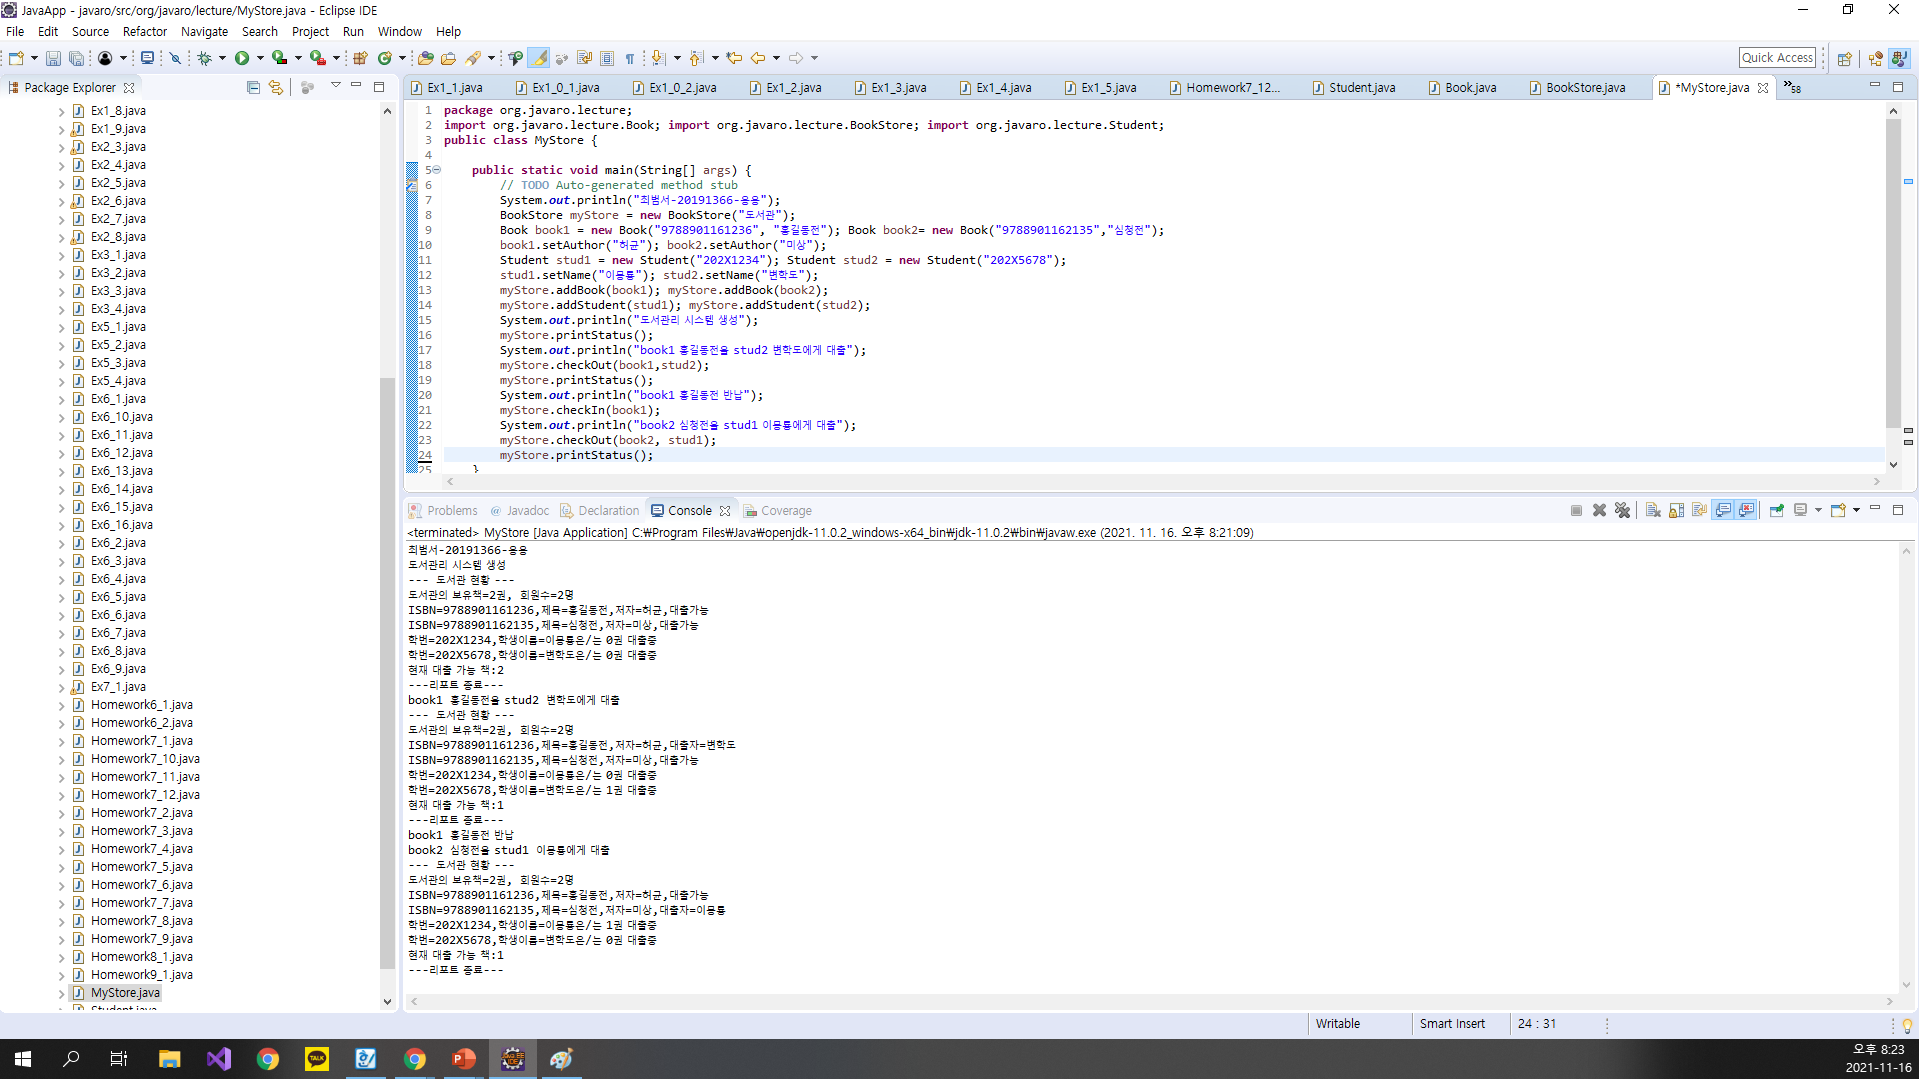 JavaApp - javaro/src/org/javaro/lecture/MyStore.java - Eclipse IDE
File Edit Source Refactor Navigate Search Project Run Window Help
Quick Access
Package Explorer
Ex1_8.java
Ex1_9.java
Ex2_3.java
Ex2_4.java
Ex2_5.java
Ex2_6.java
Ex2_7.java
Ex2_8.java
Ex3_1.java
Ex3_2.java
Ex3_3.java
Ex3_4.java
Ex5_1.java
Ex5_2.java
Ex5_3.java
Ex5_4.java
Ex6_1.java
Ex6_10.java
Ex6_11.java
Ex6_12.java
Ex6_13.java
Ex6_14.java
Ex6_15.java
Ex6_16.java
Ex6_2.java
Ex6_3.java
Ex6_4.java
Ex6_5.java
Ex6_6.java
Ex6_7.java
Ex6_8.java
Ex6_9.java
Ex7_1.java
Homework6_1.java
Homework6_2.java
Homework7_1.java
Homework7_10.java
Homework7_11.java
Homework7_12.java
Homework7_2.java
Homework7_3.java
Homework7_4.java
Homework7_5.java
Homework7_6.java
Homework7_7.java
Homework7_8.java
Homework7_9.java
Homework8_1.java
Homework9_1.java
MyStore.java
Student.java
Ex1_1.java Ex1_0_1.java Ex1_0_2.java Ex1_2.java Ex1_3.java Ex1_4.java Ex1_5.java Homework7_12... Student.java Book.java BookStore.java *MyStore.java »58
1 package org.javaro.lecture;
2 import org.javaro.lecture.Book; import org.javaro.lecture.BookStore; import org.javaro.lecture.Student;
3 public class MyStore {
4
5 public static void main(String[] args) {
6 // TODO Auto-generated method stub
7 System.out.println("최범서-20191366-응용");
8 BookStore myStore = new BookStore("도서관");
9 Book book1 = new Book("9788901161236", "홍길동전"); Book book2= new Book("9788901162135","심청전");
10 book1.setAuthor("허균"); book2.setAuthor("미상");
11 Student stud1 = new Student("202X1234"); Student stud2 = new Student("202X5678");
12 stud1.setName("이몽룡"); stud2.setName("변학도");
13 myStore.addBook(book1); myStore.addBook(book2);
14 myStore.addStudent(stud1); myStore.addStudent(stud2);
15 System.out.println("도서관리 시스템 생성");
16 myStore.printStatus();
17 System.out.println("book1 홍길동전을 stud2 변학도에게 대출");
18 myStore.checkOut(book1,stud2);
19 myStore.printStatus();
20 System.out.println("book1 홍길동전 반납");
21 myStore.checkIn(book1);
22 System.out.println("book2 심청전을 stud1 이몽룡에게 대출");
23 myStore.checkOut(book2, stud1);
24 myStore.printStatus();
25 }
Problems @ Javadoc Declaration Console Coverage
<terminated> MyStore [Java Application] C:₩Program Files₩Java₩openjdk-11.0.2_windows-x64_bin₩jdk-11.0.2₩bin₩javaw.exe (2021. 11. 16. 오후 8:21:09)
최범서-20191366-응용
도서관리 시스템 생성
--- 도서관 현황 ---
도서관의 보유책=2권, 회원수=2명
ISBN=9788901161236,제목=홍길동전,저자=허균,대출가능
ISBN=9788901162135,제목=심청전,저자=미상,대출가능
학번=202X1234,학생이름=이몽룡은/는 0권 대출중
학번=202X5678,학생이름=변학도은/는 0권 대출중
현재 대출 가능 책:2
---리포트 종료---
book1 홍길동전을 stud2 변학도에게 대출
--- 도서관 현황 ---
도서관의 보유책=2권, 회원수=2명
ISBN=9788901161236,제목=홍길동전,저자=허균,대출자=변학도
ISBN=9788901162135,제목=심청전,저자=미상,대출가능
학번=202X1234,학생이름=이몽룡은/는 0권 대출중
학번=202X5678,학생이름=변학도은/는 1권 대출중
현재 대출 가능 책:1
---리포트 종료---
book1 홍길동전 반납
book2 심청전을 stud1 이몽룡에게 대출
--- 도서관 현황 ---
도서관의 보유책=2권, 회원수=2명
ISBN=9788901161236,제목=홍길동전,저자=허균,대출가능
ISBN=9788901162135,제목=심청전,저자=미상,대출자=이몽룡
학번=202X1234,학생이름=이몽룡은/는 1권 대출중
학번=202X5678,학생이름=변학도은/는 0권 대출중
현재 대출 가능 책:1
---리포트 종료---
Writable Smart Insert 24 : 31
TALK
오후 8:23
2021-11-16